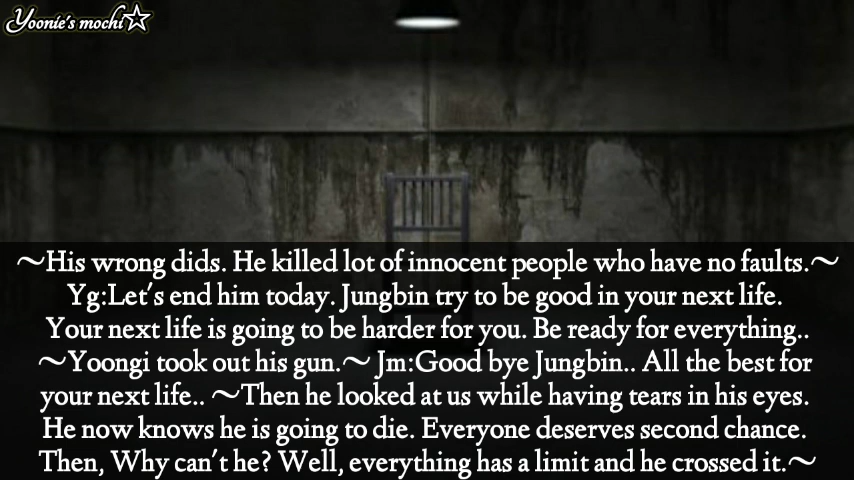 Yoonie's mochi☆
～His wrong dids. He killed lot of innocent people who have no faults.～
Yg:Let's end him today. Jungbin try to be good in your next life.
Your next life is going to be harder for you. Be ready for everything..
～Yoongi took out his gun.～ Jm:Good bye Jungbin.. All the best for
your next life.. ～Then he looked at us while having tears in his eyes.
He now knows he is going to die. Everyone deserves second chance.
Then, Why can't he? Well, everything has a limit and he crossed it.～